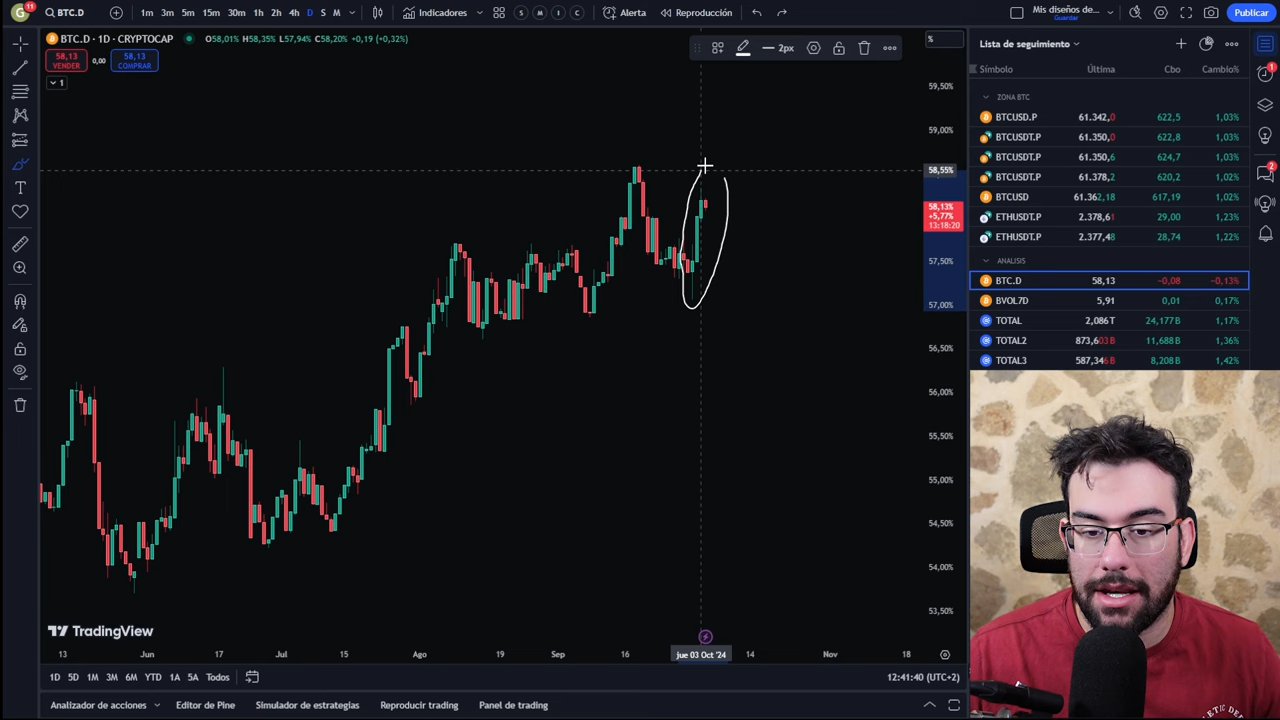 G
11
BTC.D
1m 3m 5m 15m 30m 1h 2h 4h D S M
Indicadores
S M I C
Alerta
Reproducción
Mis diseños de...
Guardar
Publicar
BTC.D · 1D · CRYPTOCAP
O58,01% H58,35% L57,94% C58,20% +0,19 (+0,32%)
58,13
VENDER
0,00
58,13
COMPRAR
1
2px
%
59,50%
59,00%
58,55%
58,13%
+5,77%
13:18:20
57,50%
57,00%
56,50%
56,00%
55,50%
55,00%
54,50%
54,00%
53,50%
TradingView
13 Jun 17 Jul 15 Ago 19 Sep 16 jue 03 Oct '24 14 Nov 18
1D 5D 1M 3M 6M YTD 1A 5A Todos
12:41:40 (UTC+2)
Analizador de acciones
Editor de Pine
Simulador de estrategias
Reproducir trading
Panel de trading
Lista de seguimiento
Símbolo Última Cbo Cambio%
ZONA BTC
BTCUSD.P 61.342,0 622,5 1,03%
BTCUSDT.P 61.350,0 622,8 1,03%
BTCUSDT.P 61.350,6 624,7 1,03%
BTCUSDT.P 61.378,2 620,2 1,02%
BTCUSD 61.362,18 617,19 1,02%
ETHUSDT.P 2.378,61 29,00 1,23%
ETHUSDT.P 2.377,48 28,74 1,22%
ANALISIS
BTC.D 58,13 −0,08 −0,13%
BVOL7D 5,91 0,01 0,17%
TOTAL 2,086T 24,177B 1,17%
TOTAL2 873,603B 11,688B 1,36%
TOTAL3 587,346B 8,208B 1,42%
1
2